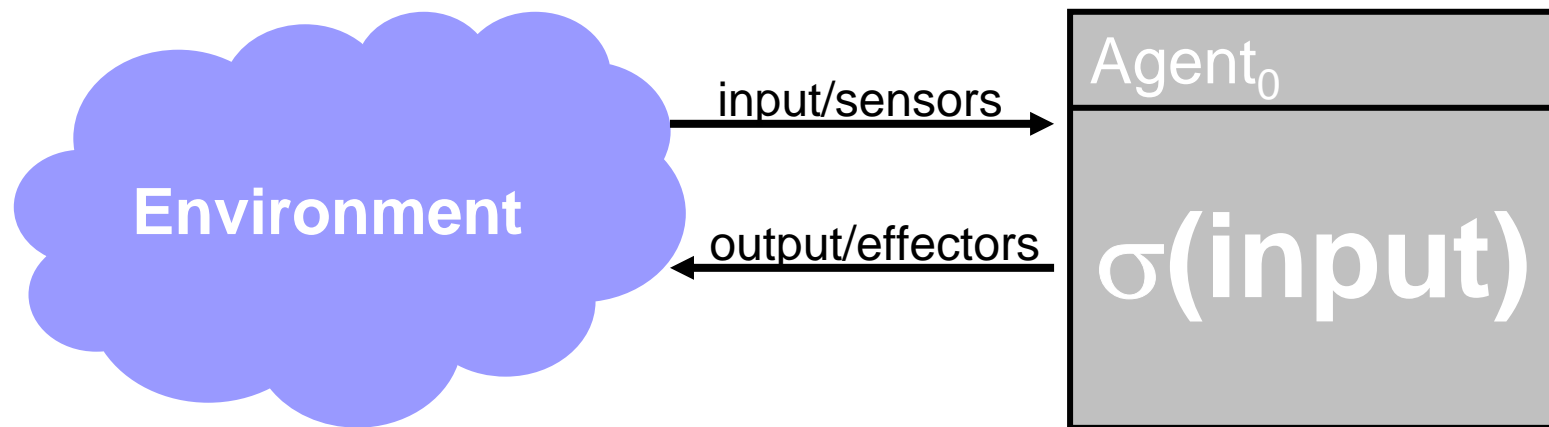 Environment
input/sensors
output/effectors
Agent₀
σ(input)